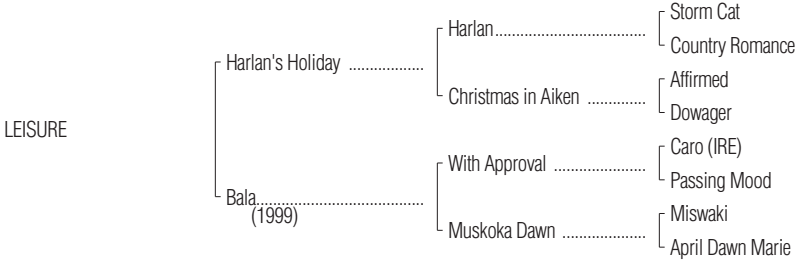 Storm Cat
Harlan....................................
Country Romance
Harlan's Holiday ..................
Affirmed
Christmas in Aiken ..............
Dowager
LEISURE
Caro (IRE)
With Approval ......................
Passing Mood
Bala........................................
(1999)
Miswaki
Muskoka Dawn ....................
April Dawn Marie